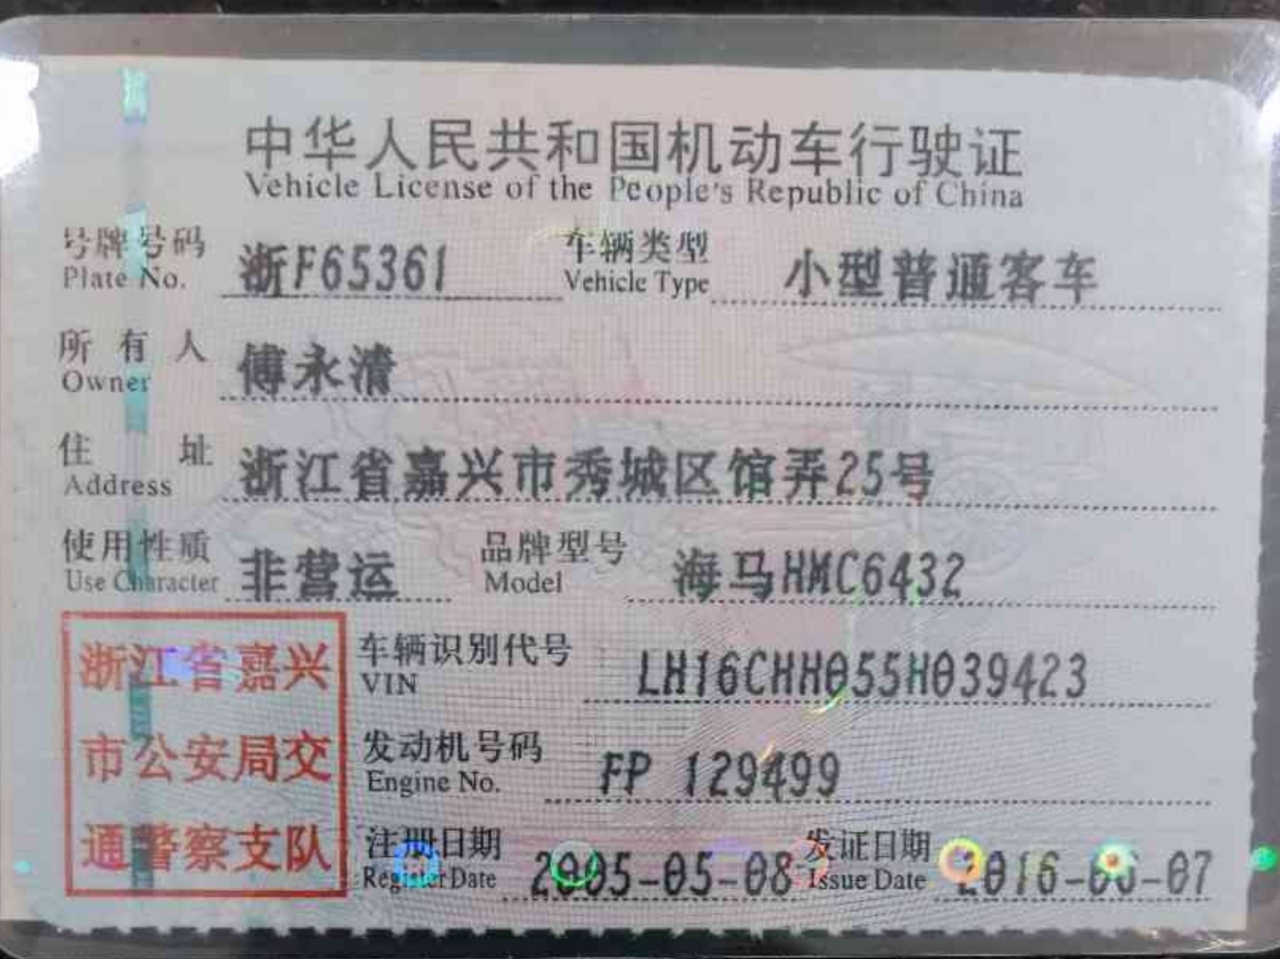 中华人民共和国机动车行驶证
Vehicle License of the People's Republic of China
号牌号码 浙F65361 车辆类型 小型普通客车
Plate No. Vehicle Type
所有人 傅永清
Owner
住址 浙江省嘉兴市秀城区馆弄25号
Address
使用性质 非营运 品牌型号 海马HMC6432
Use Character Model
浙江省嘉兴
市公安局交
通警察支队
车辆识别代号 LH16CHH055H039423
VIN
发动机号码 FP 129499
Engine No.
注册日期 2005-05-08 发证日期 2016-06-07
Register Date Issue Date